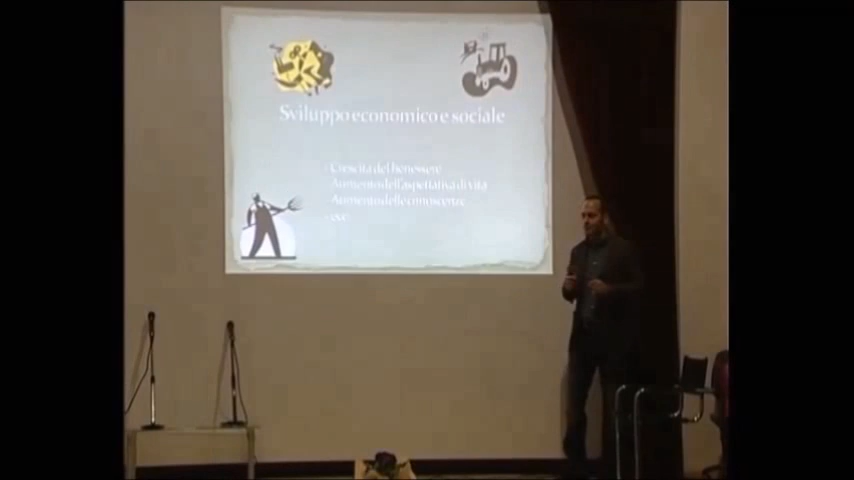 Sviluppo economico e sociale
- Crescita del benessere
- Aumento dell'aspettativa di vita
- Aumento delle conoscenze
- ecc